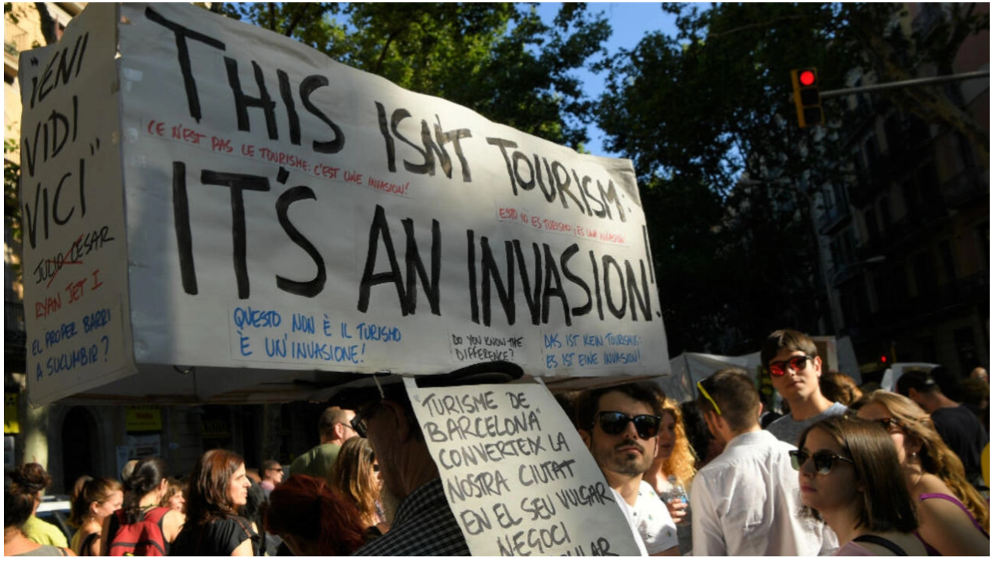 "VENI
VIDI
VICI"
JULIO CESAR
RYAN JET I
EL PROPER BARRI
A SUCUMBIR?
THIS ISN'T TOURISM:
CE N'EST PAS LE TOURISME: C'EST UNE INVASION!
ESTO NO ES TURISMO; ES UNA INVASIÓN
IT'S AN INVASION!
QUESTO NON È IL TURISMO
È UN'INVASIONE!
DO YOU KNOW THE
DIFFERENCE?
DAS IST KEIN TOURISMUS:
ES IST EINE INVASION!
"TURISME DE
BARCELONA"
CONVERTEIX LA
NOSTRA CIUTAT
EN EL SEU VULGAR
NEGOCI